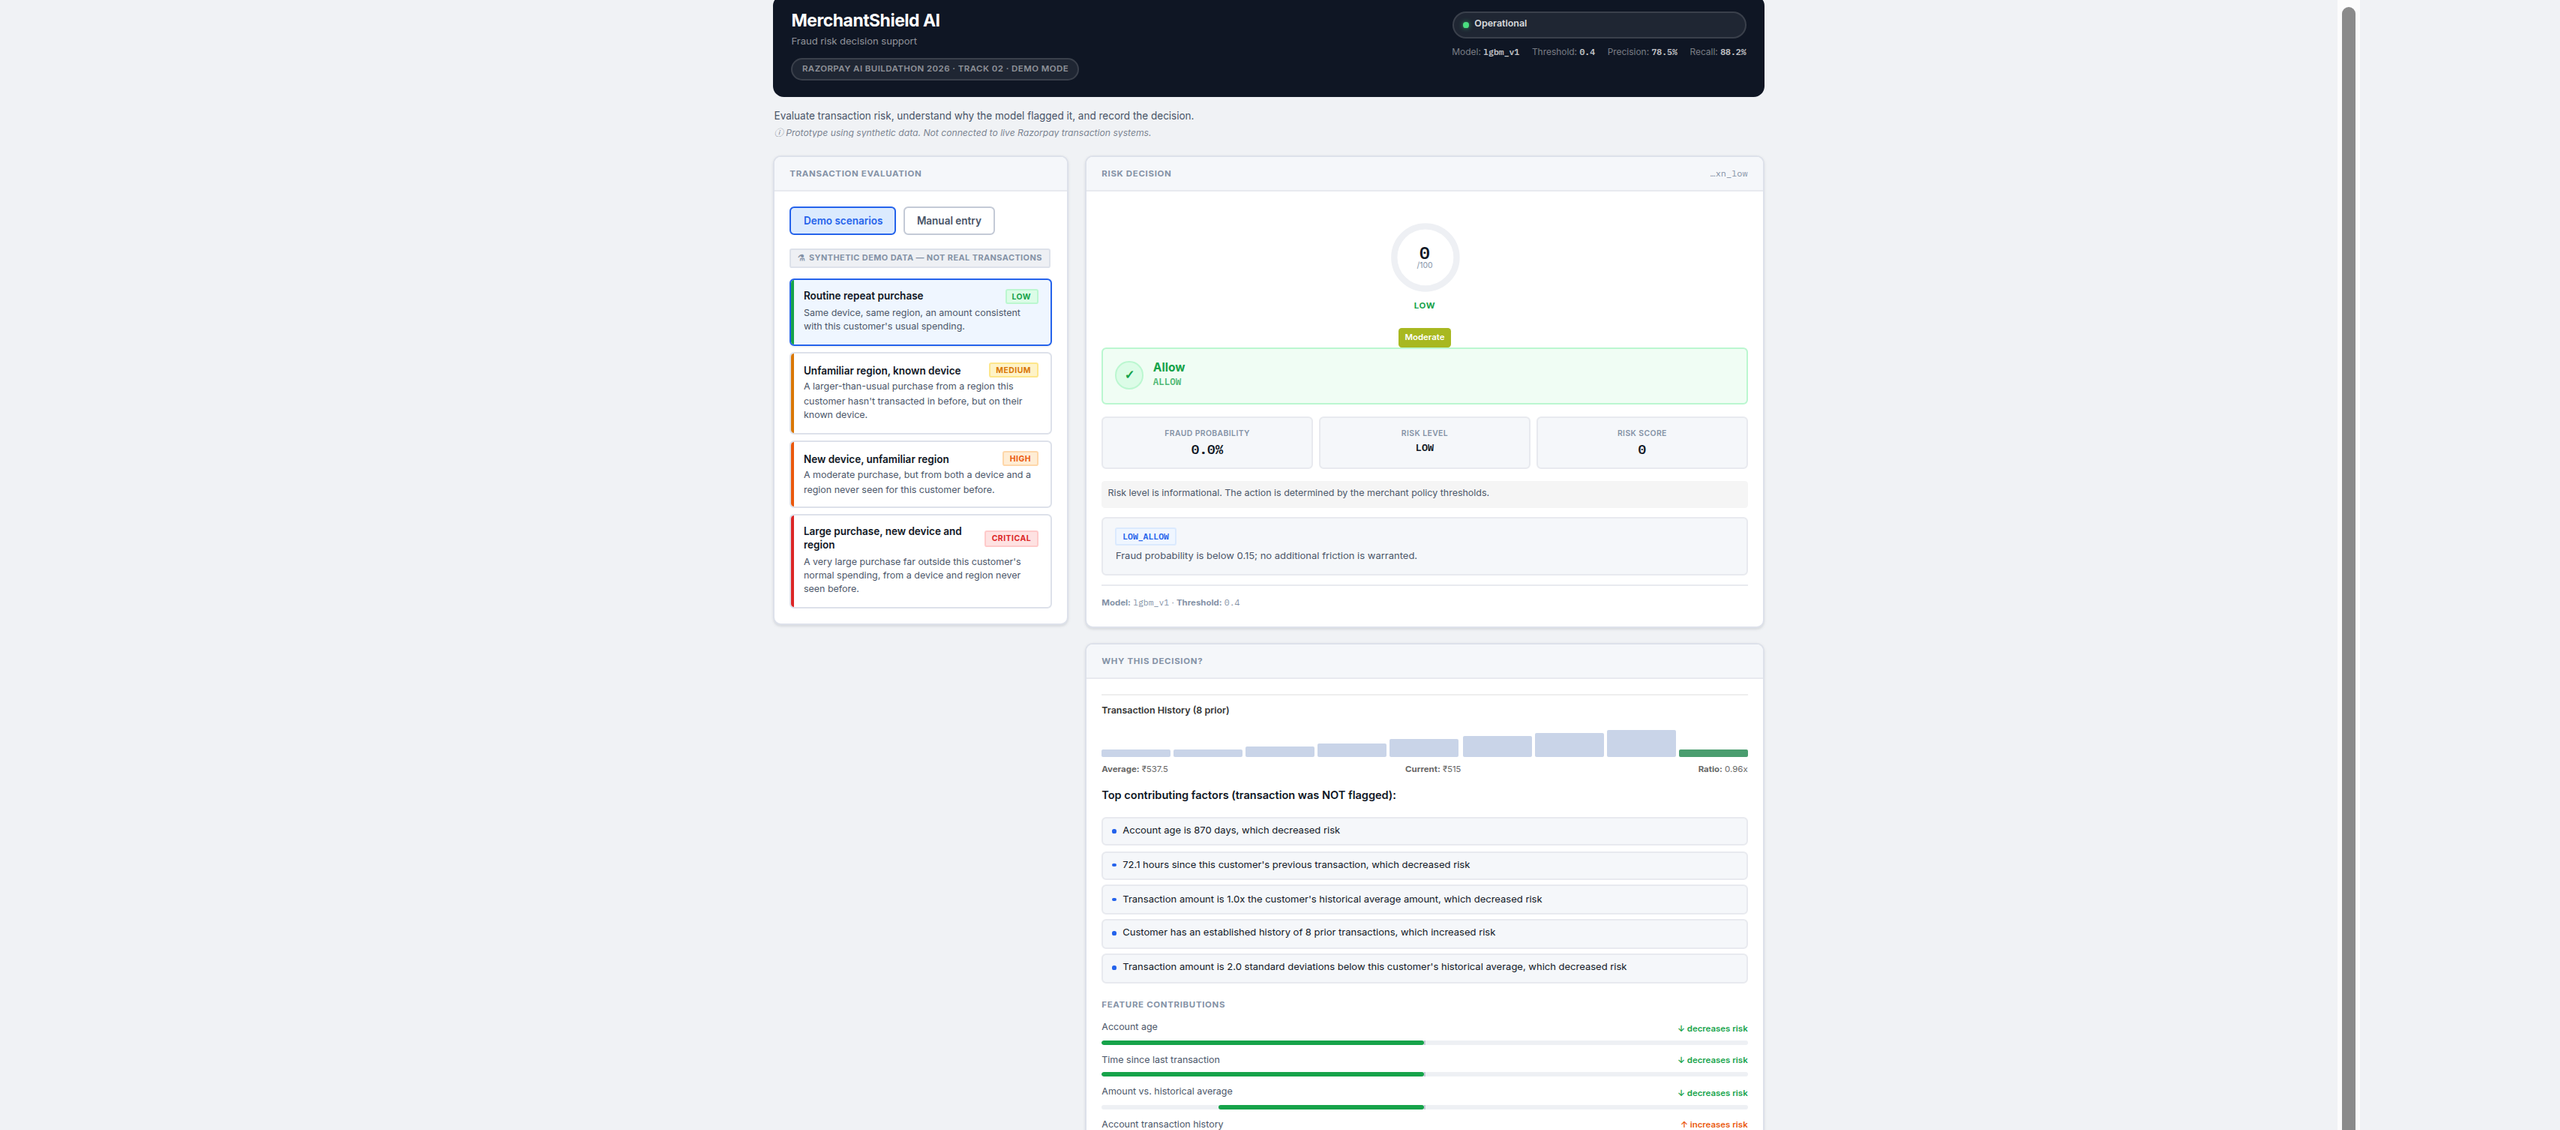 MerchantShield AI
Fraud risk decision support
RAZORPAY AI BUILDATHON 2026 · TRACK 02 · DEMO MODE
Operational
Model: lgbm_v1 Threshold: 0.4 Precision: 78.5% Recall: 88.2%
Evaluate transaction risk, understand why the model flagged it, and record the decision.
ⓘ Prototype using synthetic data. Not connected to live Razorpay transaction systems.
TRANSACTION EVALUATION
Demo scenarios
Manual entry
⚗ SYNTHETIC DEMO DATA — NOT REAL TRANSACTIONS
Routine repeat purchase
LOW
Same device, same region, an amount consistent
with this customer's usual spending.
Unfamiliar region, known device
MEDIUM
A larger-than-usual purchase from a region this
customer hasn't transacted in before, but on their
known device.
New device, unfamiliar region
HIGH
A moderate purchase, but from both a device and a
region never seen for this customer before.
Large purchase, new device and
region
CRITICAL
A very large purchase far outside this customer's
normal spending, from a device and region never
seen before.
RISK DECISION
…xn_low
0
/100
LOW
Moderate
✓
Allow
ALLOW
FRAUD PROBABILITY
0.0%
RISK LEVEL
LOW
RISK SCORE
0
Risk level is informational. The action is determined by the merchant policy thresholds.
LOW_ALLOW
Fraud probability is below 0.15; no additional friction is warranted.
Model: lgbm_v1 · Threshold: 0.4
WHY THIS DECISION?
Transaction History (8 prior)
Average: ₹537.5
Current: ₹515
Ratio: 0.96x
Top contributing factors (transaction was NOT flagged):
Account age is 870 days, which decreased risk
72.1 hours since this customer's previous transaction, which decreased risk
Transaction amount is 1.0x the customer's historical average amount, which decreased risk
Customer has an established history of 8 prior transactions, which increased risk
Transaction amount is 2.0 standard deviations below this customer's historical average, which decreased risk
FEATURE CONTRIBUTIONS
Account age
↓ decreases risk
Time since last transaction
↓ decreases risk
Amount vs. historical average
↓ decreases risk
Account transaction history
↑ increases risk